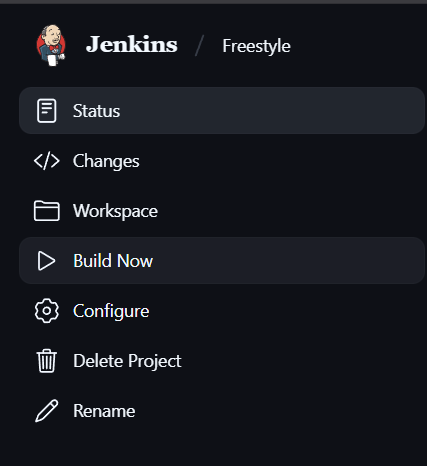 Jenkins / Freestyle
Status
Changes
Workspace
Build Now
Configure
Delete Project
Rename